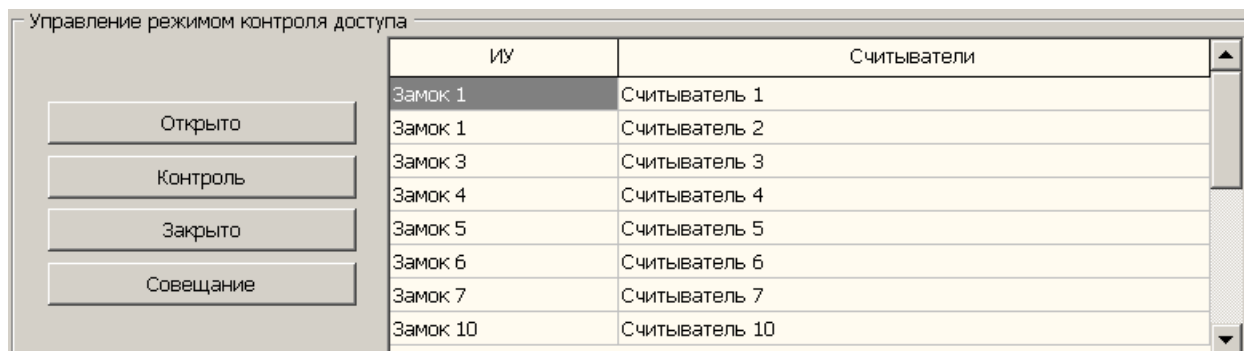 Управление режимом контроля доступа
ИУ Считыватели
Замок 1 Считыватель 1
Открыто
Замок 1 Считыватель 2
Замок 3 Считыватель 3
Контроль
Замок 4 Считыватель 4
Закрыто
Замок 5 Считыватель 5
Замок 6 Считыватель 6
Совещание
Замок 7 Считыватель 7
Замок 10 Считыватель 10